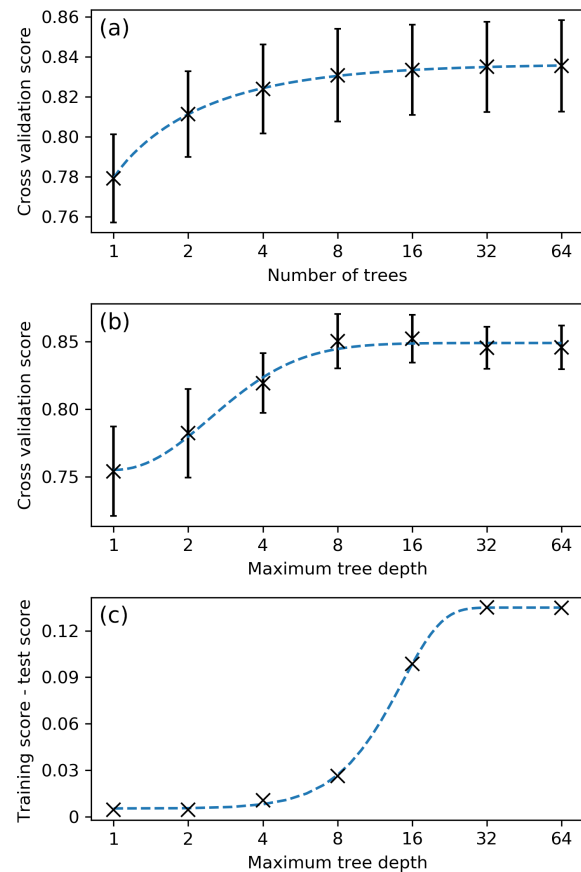 (a)
0.86
0.84
0.82
0.80
0.78
0.76
Cross validation score
1 2 4 8 16 32 64
Number of trees
(b)
0.85
0.80
0.75
Cross validation score
1 2 4 8 16 32 64
Maximum tree depth
(c)
0.12
0.09
0.06
0.03
0
Training score - test score
1 2 4 8 16 32 64
Maximum tree depth